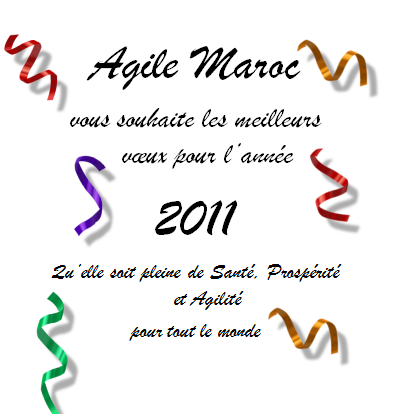 Agile Maroc
vous souhaite les meilleurs
vœux pour l'année
2011
Qu'elle soit pleine de Santé, Prospérité
et Agilité
pour tout le monde